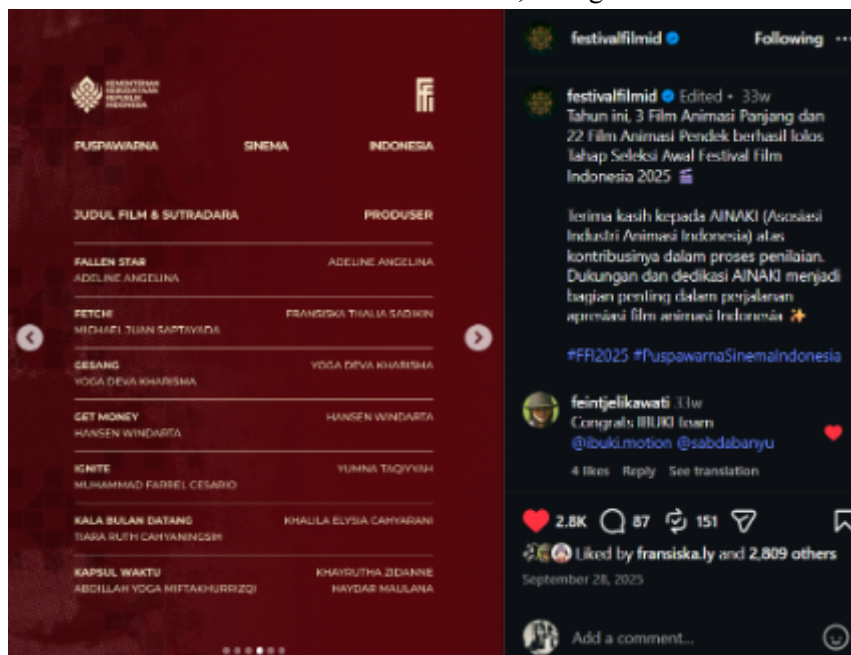 KEMENTERIAN
KEBUDAYAAN
REPUBLIK
INDONESIA
PUSPAWARNA SINEMA INDONESIA
JUDUL FILM & SUTRADARA PRODUSER
FALLEN STAR ADELINE ANGELINA
ADELINE ANGELINA
FETCH! FRANSISKA THALIA SADIKIN
MICHAEL JUAN SAPTAYADA
GESANG YOGA DEVA KHARISMA
YOGA DEVA KHARISMA
GET MONEY HANSEN WINDARTA
HANSEN WINDARTA
IGNITE YUMNA TAQIYYAH
MUHAMMAD FARREL CESARIO
KALA BULAN DATANG KHALILA ELYSIA CAHYARANI
TIARA RUTH CAHYANINGSIH
KAPSUL WAKTU KHAYRUTHA ZIDANNE
ABDILLAH YOGA MIFTAKHURRIZQI HAYDAR MAULANA
festivalfilmid Following
festivalfilmid Edited • 33w
Tahun ini, 3 Film Animasi Panjang dan
22 Film Animasi Pendek berhasil lolos
Tahap Seleksi Awal Festival Film
Indonesia 2025
Terima kasih kepada AINAKI (Asosiasi
Industri Animasi Indonesia) atas
kontribusinya dalam proses penilaian.
Dukungan dan dedikasi AINAKI menjadi
bagian penting dalam perjalanan
apresiasi film animasi Indonesia
#FFI2025 #PuspawarnaSinemaIndonesia
feintjelikawati 33w
Congrats IBUKI team
@ibuki.motion @sabdabanyu
4 likes Reply See translation
2.8K 87 151
Liked by fransiska.ly and 2,809 others
September 28, 2025
Add a comment...